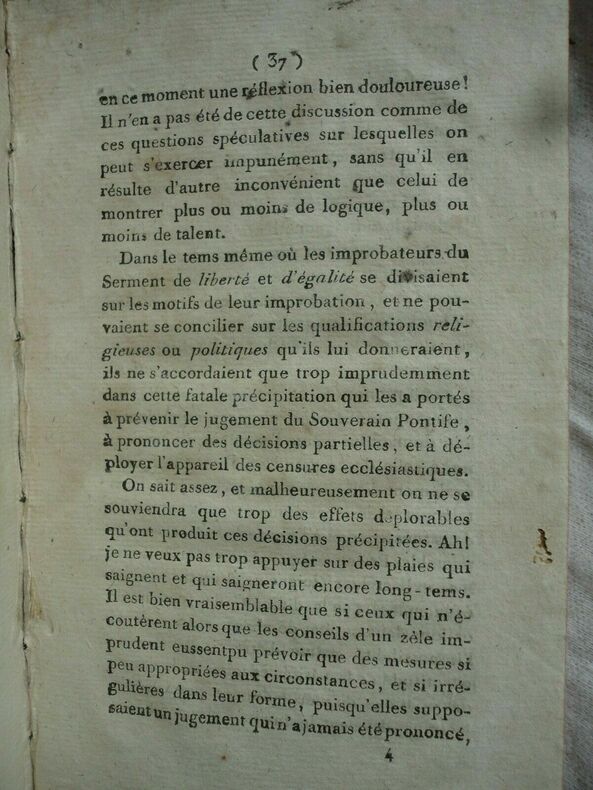 ( 37 )
en ce moment une réflexion bien douloureuse !
Il n'en a pas été de cette discussion comme de
ces questions spéculatives sur lesquelles on
peut s'exercer impunément, sans qu'il en
résulte d'autre inconvénient que celui de
montrer plus ou moins de logique, plus ou
moins de talent.
Dans le tems même où les improbateurs du
Serment de liberté et d'égalité se divisaient
sur les motifs de leur improbation, et ne pou-
vaient se concilier sur les qualifications reli-
gieuses ou politiques qu'ils lui donneraient,
ils ne s'accordaient que trop imprudemment
dans cette fatale précipitation qui les a portés
à prévenir le jugement du Souverain Pontife,
à prononcer des décisions partielles, et à dé-
ployer l'appareil des censures ecclésiastiques.
On sait assez, et malheureusement on ne se
souviendra que trop des effets déplorables
qu'ont produit ces décisions précipitées. Ah!
je ne veux pas trop appuyer sur des plaies qui
saignent et qui saigneront encore long-tems.
Il est bien vraisemblable que si ceux qui n'é-
coutèrent alors que les conseils d'un zèle im-
prudent eussent pu prévoir que des mesures si
peu appropriées aux circonstances, et si irré-
gulières dans leur forme, puisqu'elles suppo-
saient un jugement qui n'a jamais été prononcé,
4